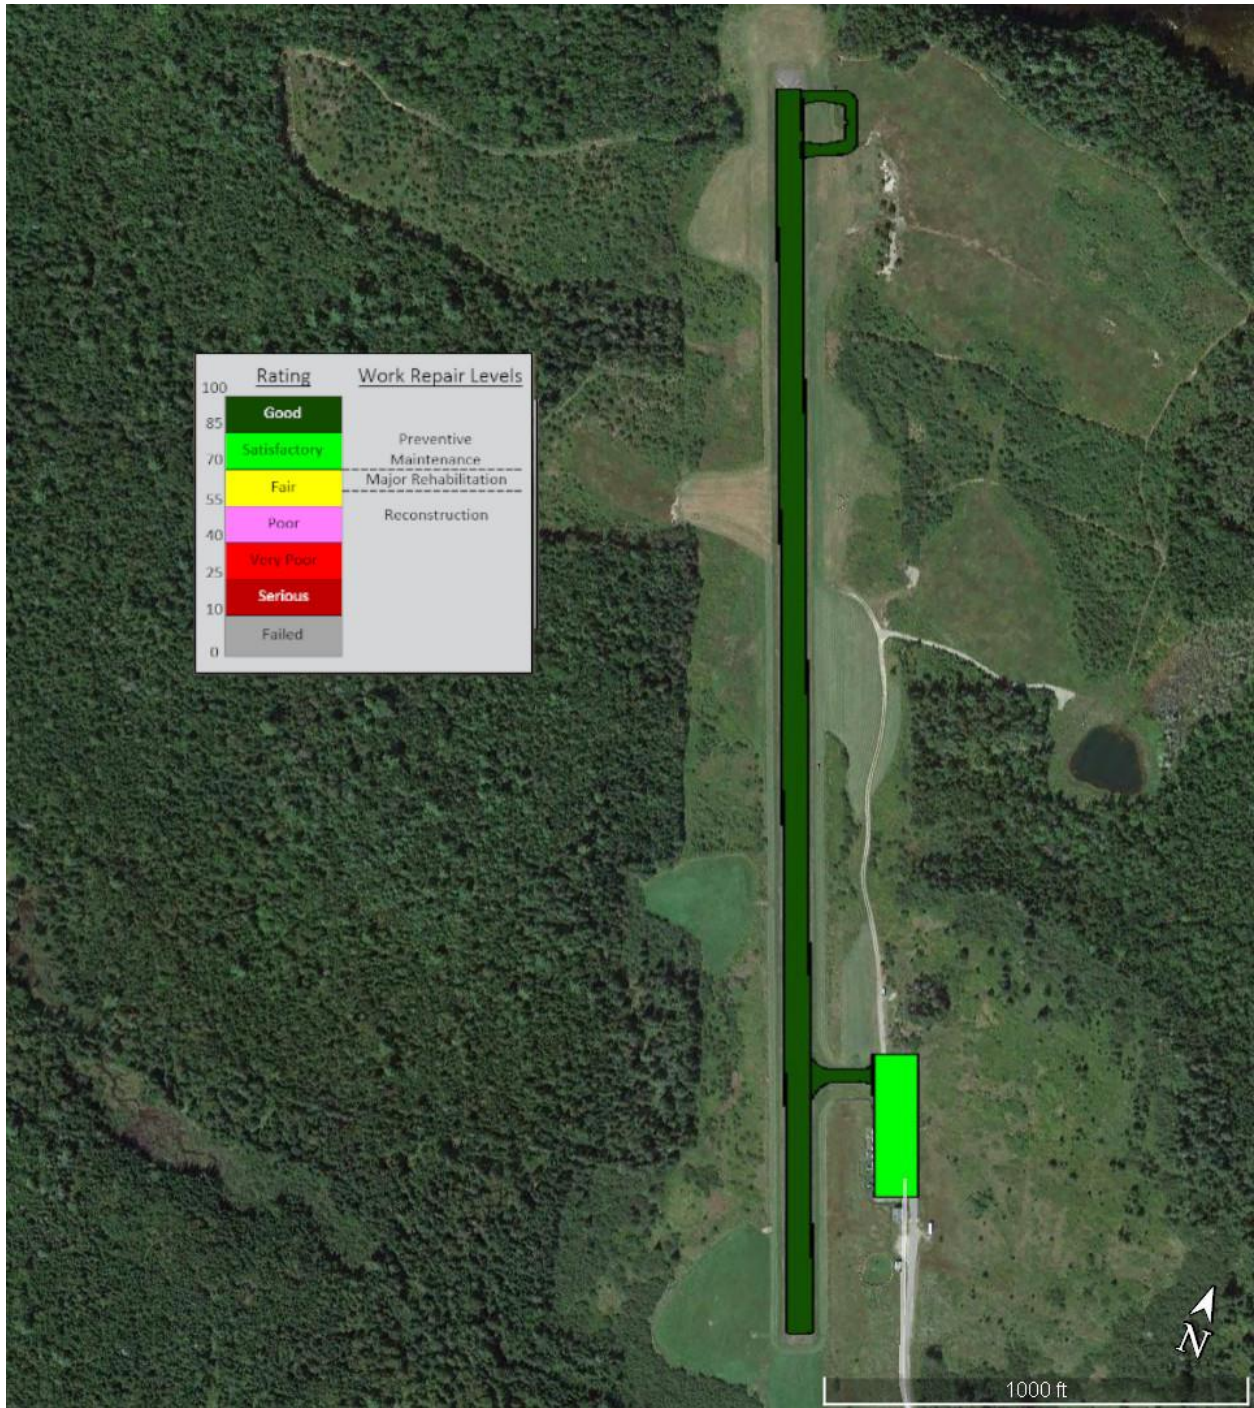 Rating
Work Repair Levels
100
Good
85
Satisfactory
Preventive
Maintenance
70
Fair
Major Rehabilitation
55
Poor
Reconstruction
40
Very Poor
25
Serious
10
Failed
0
N
1000 ft